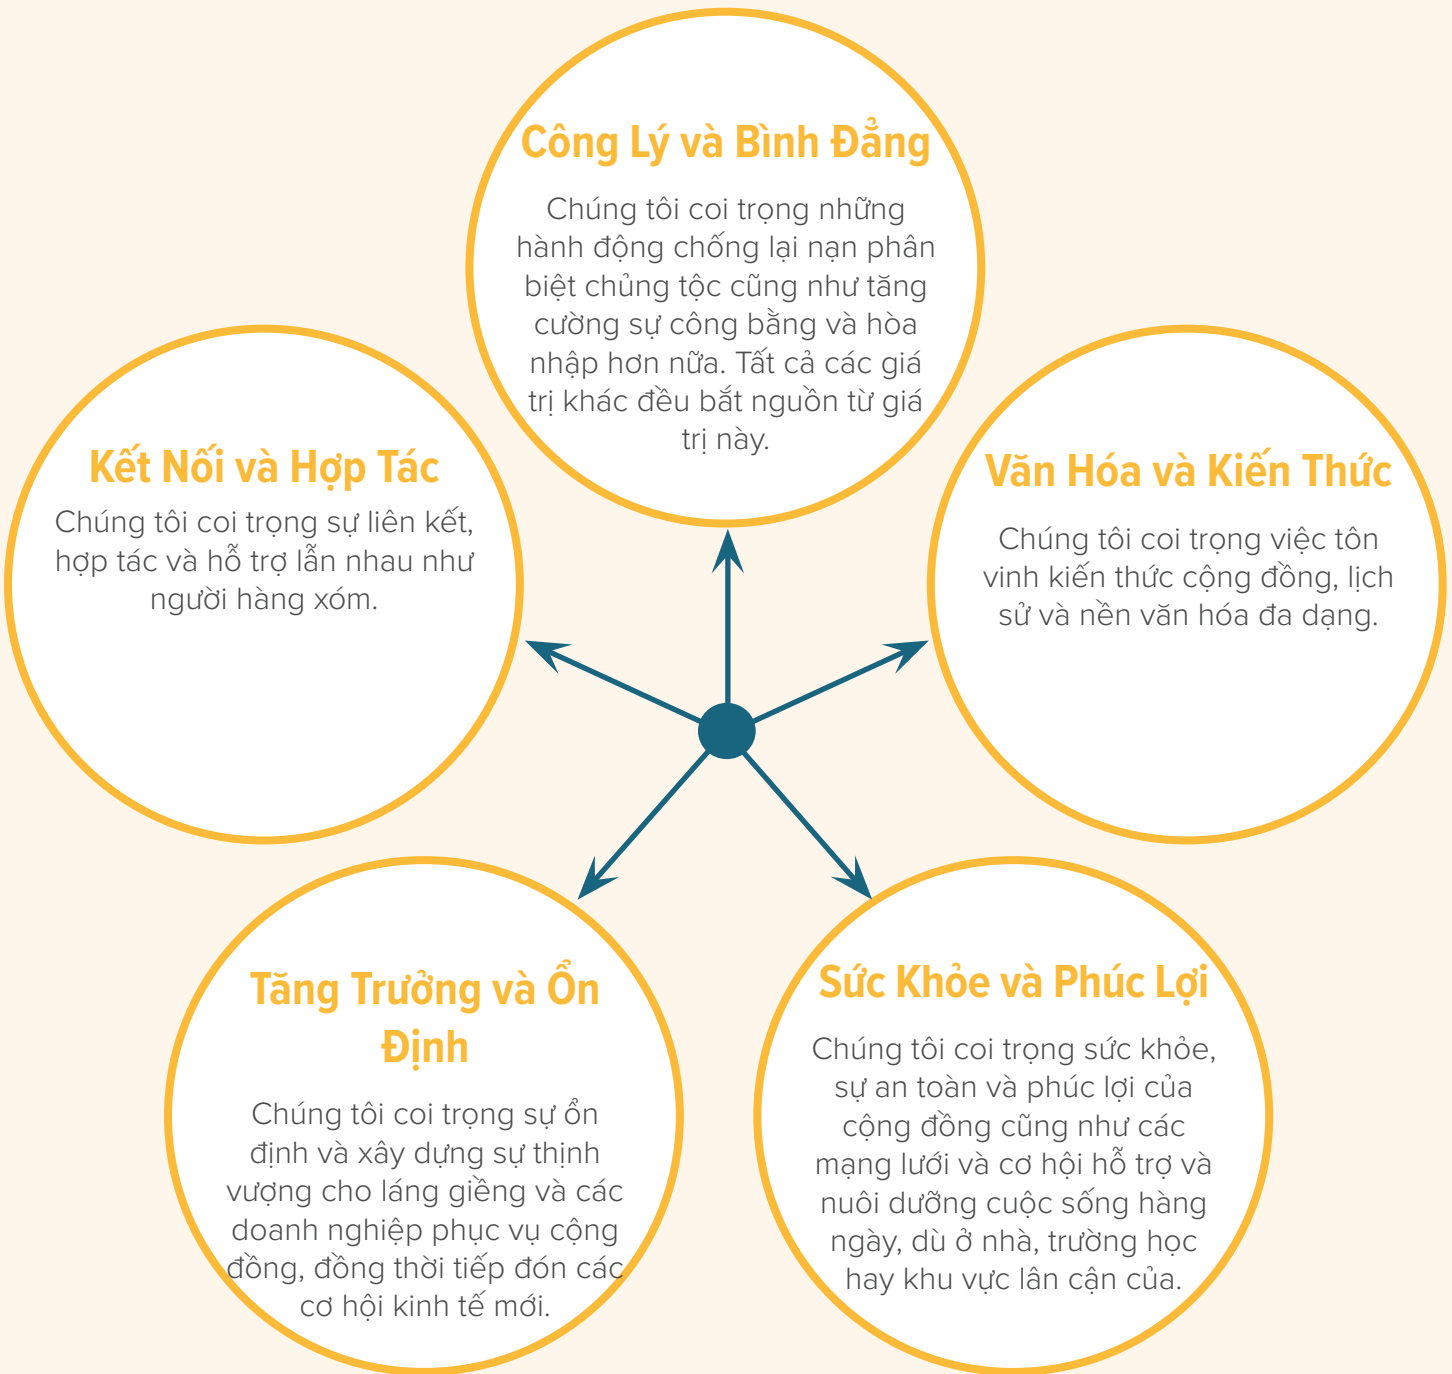 Công Lý và Bình Đẳng
Chúng tôi coi trọng những
hành động chống lại nạn phân
biệt chủng tộc cũng như tăng
cường sự công bằng và hòa
nhập hơn nữa. Tất cả các giá
trị khác đều bắt nguồn từ giá
trị này.
Kết Nối và Hợp Tác
Chúng tôi coi trọng sự liên kết,
hợp tác và hỗ trợ lẫn nhau như
người hàng xóm.
Văn Hóa và Kiến Thức
Chúng tôi coi trọng việc tôn
vinh kiến thức cộng đồng, lịch
sử và nền văn hóa đa dạng.
Tăng Trưởng và Ổn
Định
Chúng tôi coi trọng sự ổn
định và xây dựng sự thịnh
vượng cho láng giềng và các
doanh nghiệp phục vụ cộng
đồng, đồng thời tiếp đón các
cơ hội kinh tế mới.
Sức Khỏe và Phúc Lợi
Chúng tôi coi trọng sức khỏe,
sự an toàn và phúc lợi của
cộng đồng cũng như các
mạng lưới và cơ hội hỗ trợ và
nuôi dưỡng cuộc sống hàng
ngày, dù ở nhà, trường học
hay khu vực lân cận của.